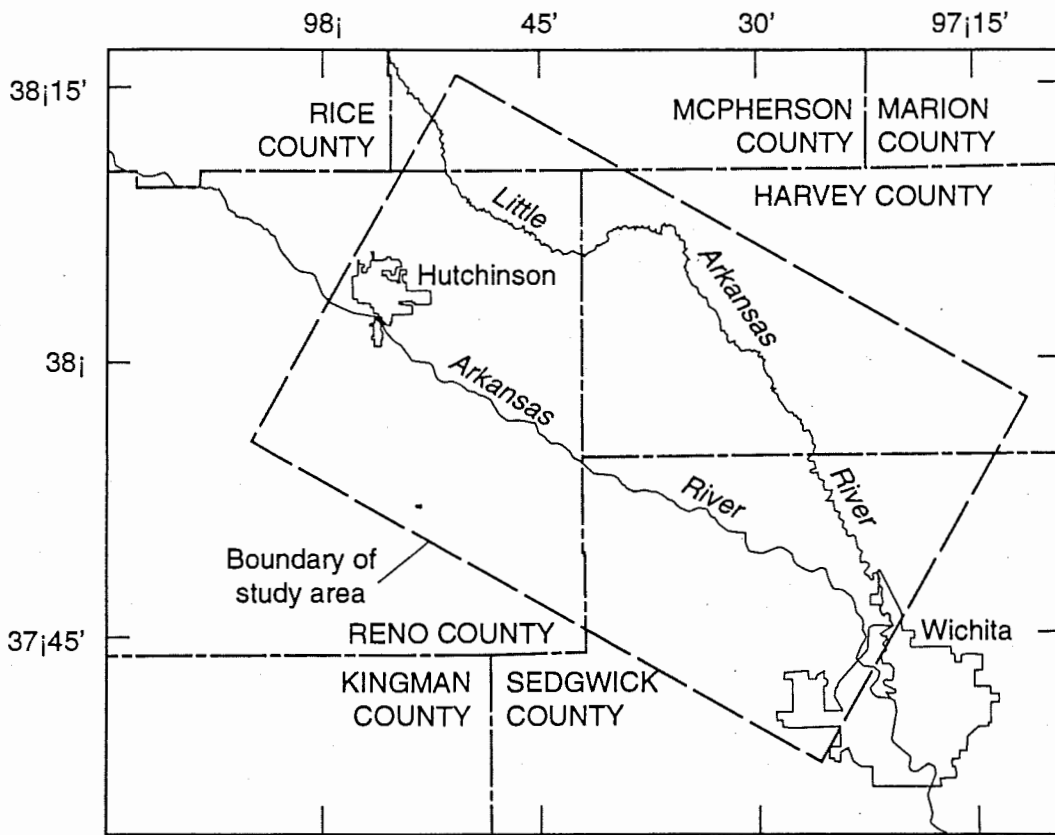 98¡ 45' 30' 97¡15'
38¡15'
RICE
COUNTY
MCPHERSON
COUNTY
MARION
COUNTY
HARVEY COUNTY
Little
Arkansas
River
Hutchinson
38¡
Arkansas
River
Boundary of
study area
37¡45'
RENO COUNTY
Wichita
KINGMAN
COUNTY
SEDGWICK
COUNTY